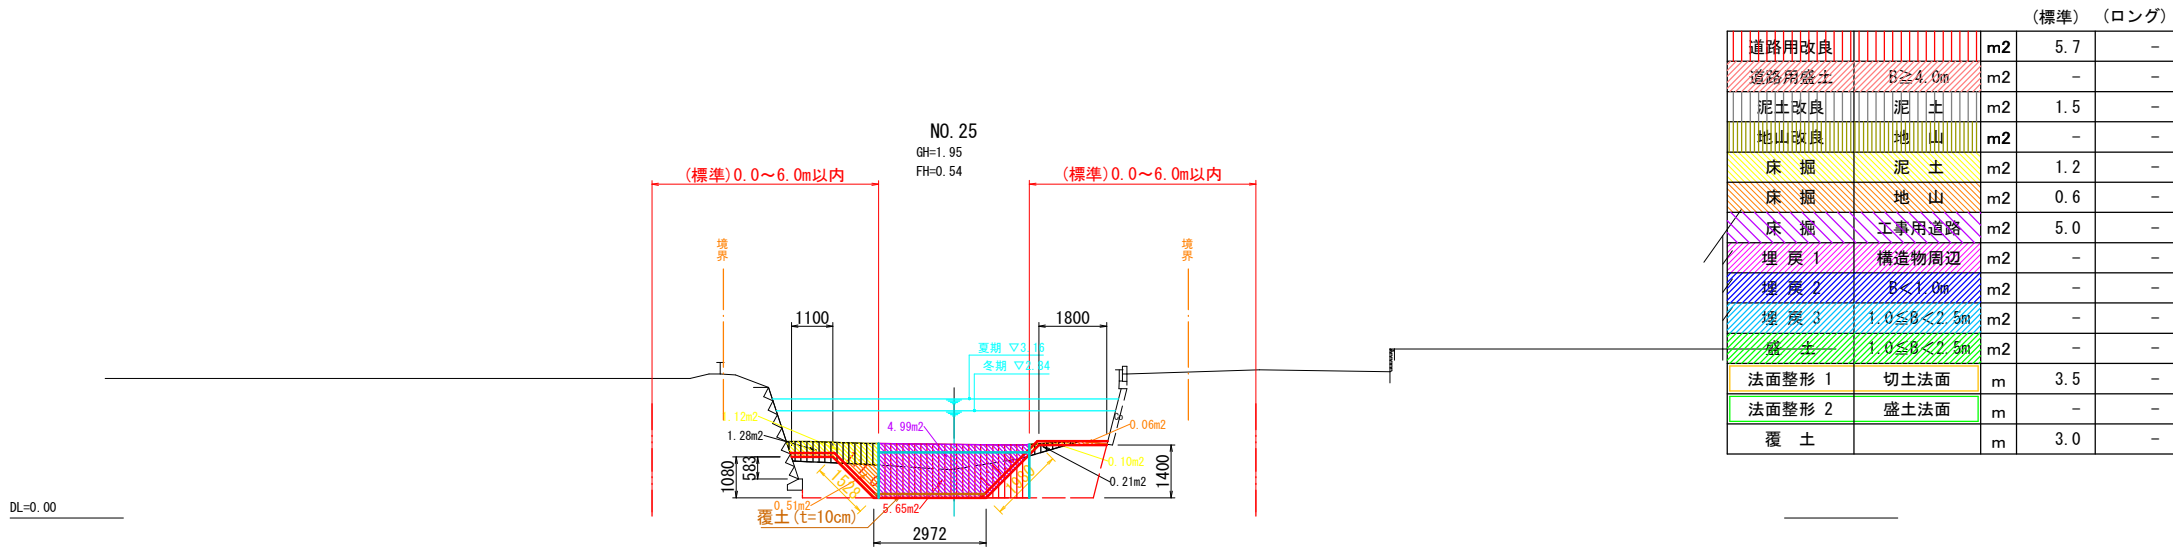 (標準) (ロング)
道路用改良 m2 5.7 -
道路用盛土 B≧4.0m m2 - -
泥土改良 泥 土 m2 1.5 -
地山改良 地 山 m2 - -
床 掘 泥 土 m2 1.2 -
床 掘 地 山 m2 0.6 -
床 掘 工事用道路 m2 5.0 -
埋 戻 1 構造物周辺 m2 - -
埋 戻 2 B<1.0m m2 - -
埋 戻 3 1.0≦B<2.5m m2 - -
盛 土 1.0≦B<2.5m m2 - -
法面整形 1 切土法面 m 3.5 -
法面整形 2 盛土法面 m - -
覆 土 m 3.0 -
NO.25
GH=1.95
FH=0.54
(標準)0.0～6.0m以内
(標準)0.0～6.0m以内
境界
境界
1100
1800
夏期 ▽3.16
冬期 ▽2.84
1.12m2
1.28m2
4.99m2
0.06m2
0.10m2
0.21m2
1080
583
1528
1400
0.51m2
5.65m2
覆土(t=10cm)
2972
DL=0.00